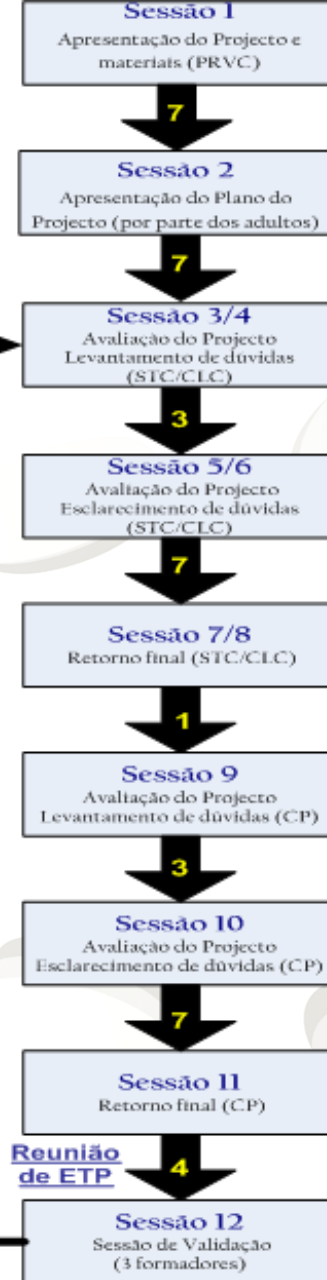 Sessão 1
Apresentação do Projecto e
materiais (PRVC)
7
Sessão 2
Apresentação do Plano do
Projecto (por parte dos adultos)
7
Sessão 3/4
Avaliação do Projecto
Levantamento de dúvidas
(STC/CLC)
3
Sessão 5/6
Avaliação do Projecto
Esclarecimento de dúvidas
(STC/CLC)
7
Sessão 7/8
Retorno final (STC/CLC)
1
Sessão 9
Avaliação do Projecto
Levantamento de dúvidas (CP)
3
Sessão 10
Avaliação do Projecto
Esclarecimento de dúvidas (CP)
7
Sessão 11
Retorno final (CP)
Reunião
de ETP
4
Sessão 12
Sessão de Validação
(3 formadores)